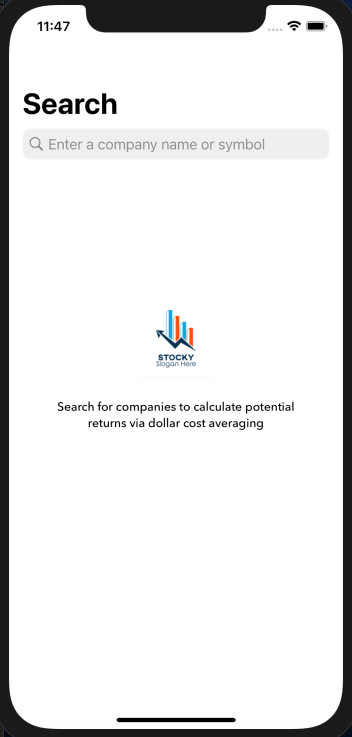 11:47
Search
Enter a company name or symbol
STOCKY
Slogan Here
Search for companies to calculate potential
returns via dollar cost averaging